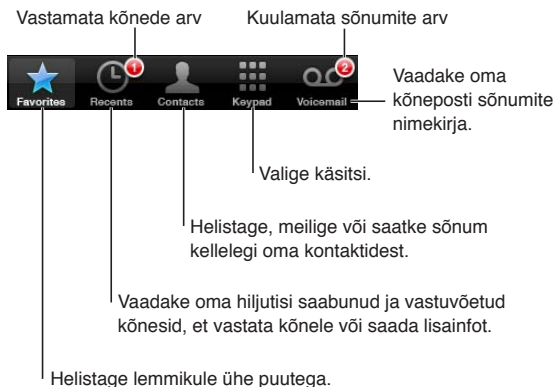 Vastamata kõnede arv
Kuulamata sõnumite arv
1
2
Favorites
Recents
Contacts
Keypad
Voicemail
Vaadake oma
kõneposti sõnumite
nimekirja.
Valige käsitsi.
Helistage, meilige või saatke sõnum
kellelegi oma kontaktidest.
Vaadake oma hiljutisi saabunud ja vastuvõetud
kõnesid, et vastata kõnele või saada lisainfot.
Helistage lemmikule ühe puutega.